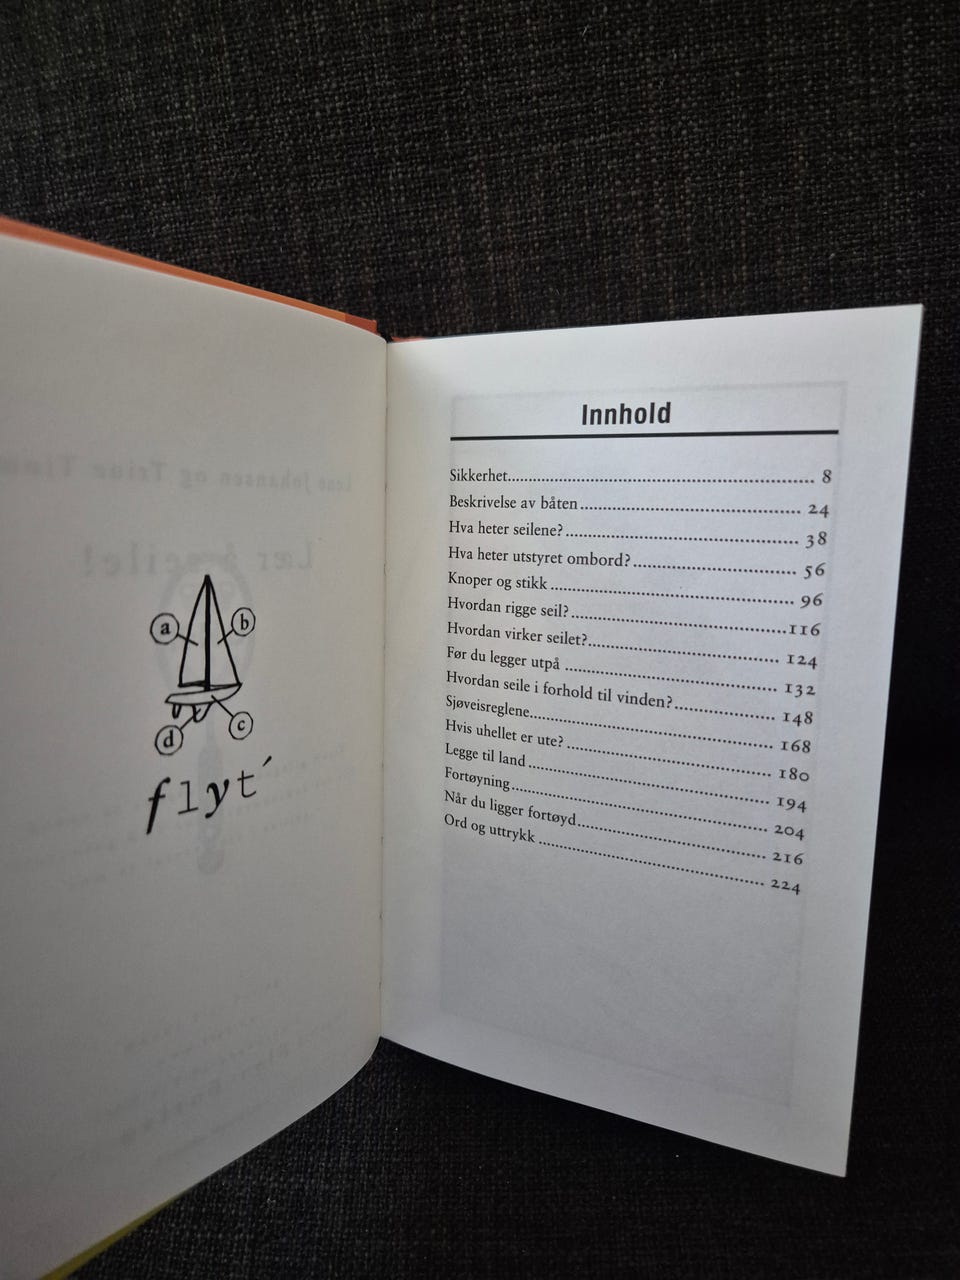 a
b
c
d
flyt´
Innhold
Sikkerhet.......... 8
Beskrivelse av båten.......... 24
Hva heter seilene?.......... 38
Hva heter utstyret ombord?.......... 56
Knoper og stikk.......... 96
Hvordan rigge seil?.......... 116
Hvordan virker seilet?.......... 124
Før du legger utpå.......... 132
Hvordan seile i forhold til vinden?.......... 148
Sjøveisreglene.......... 168
Hvis uhellet er ute?.......... 180
Legge til land.......... 194
Fortøyning.......... 204
Når du ligger fortøyd.......... 216
Ord og uttrykk.......... 224